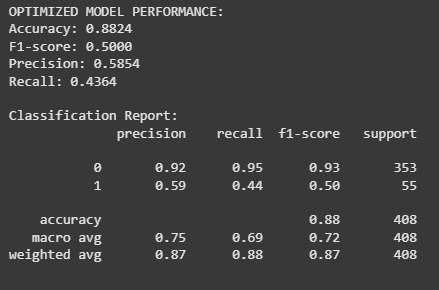 OPTIMIZED MODEL PERFORMANCE:
Accuracy: 0.8824
F1-score: 0.5000
Precision: 0.5854
Recall: 0.4364
Classification Report:
precision recall f1-score support
0 0.92 0.95 0.93 353
1 0.59 0.44 0.50 55
accuracy 0.88 408
macro avg 0.75 0.69 0.72 408
weighted avg 0.87 0.88 0.87 408